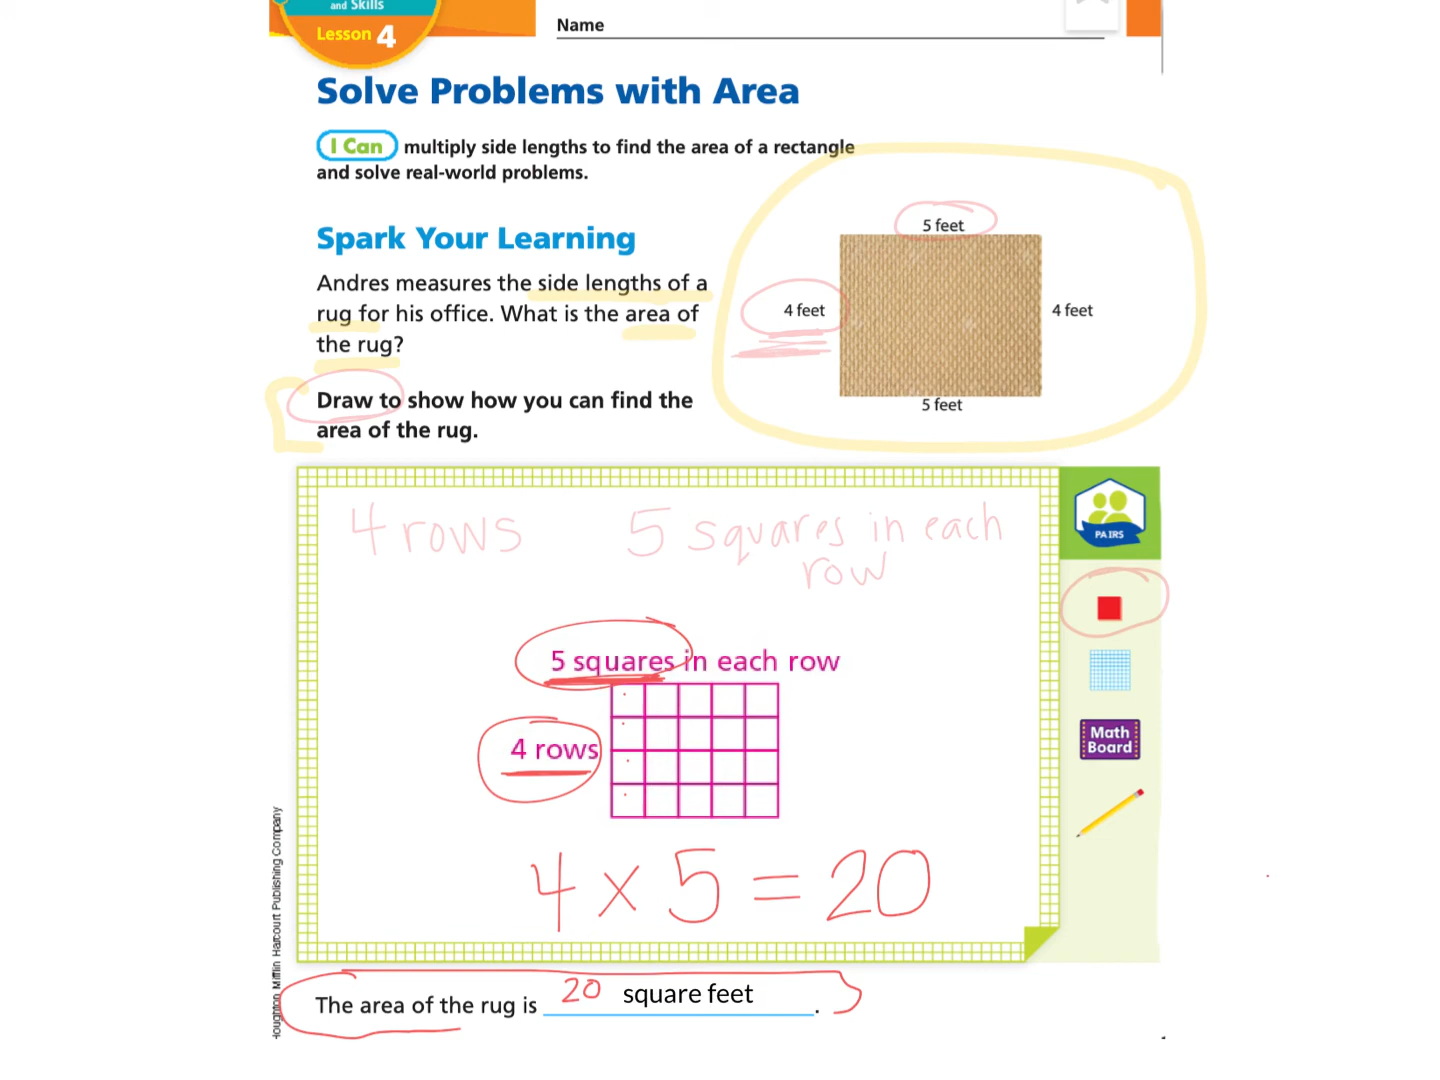 and Skills
Lesson 4
Name
Solve Problems with Area
I Can multiply side lengths to find the area of a rectangle
and solve real-world problems.
Spark Your Learning
Andres measures the side lengths of a
rug for his office. What is the area of
the rug?
Draw to show how you can find the
area of the rug.
5 feet
4 feet
4 feet
5 feet
4 rows 5 squares in each
row
PAIRS
5 squares in each row
4 rows
Math
Board
4 × 5 = 20
The area of the rug is 20 square feet.
Houghton Mifflin Harcourt Publishing Company